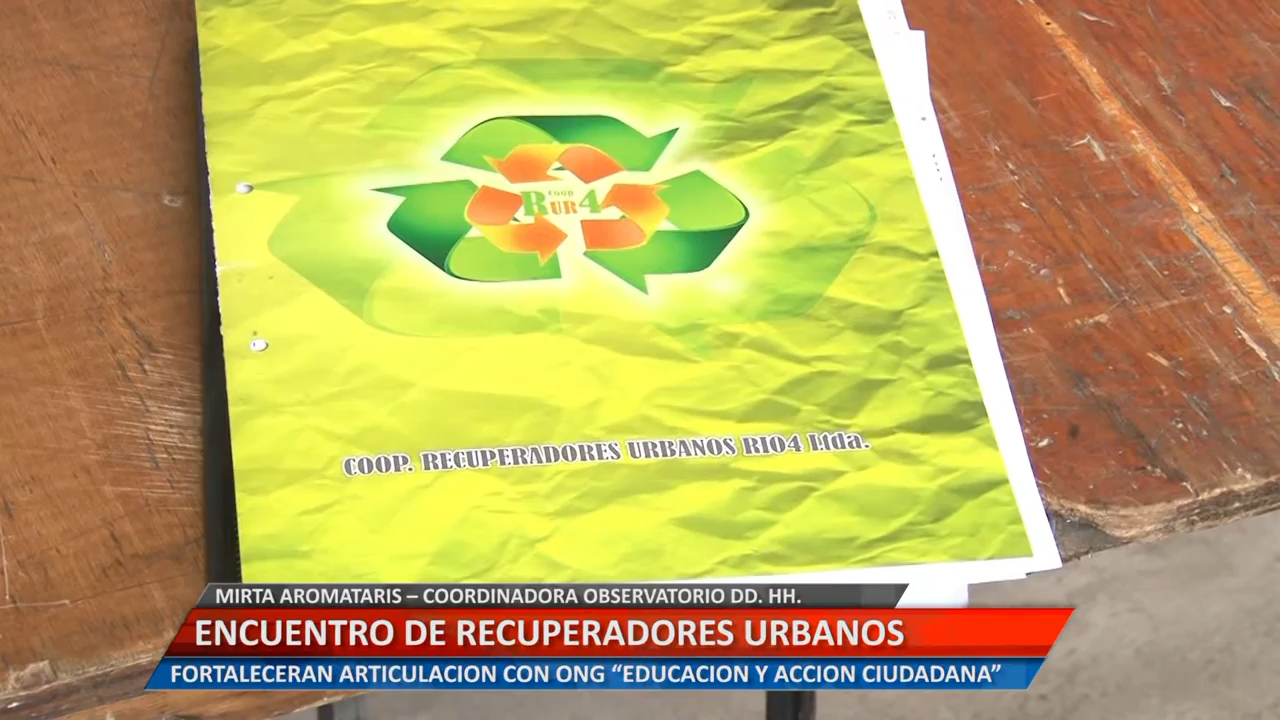 COOP
RUR4
COOP. RECUPERADORES URBANOS RIO4 Ltda.
MIRTA AROMATARIS – COORDINADORA OBSERVATORIO DD. HH.
ENCUENTRO DE RECUPERADORES URBANOS
FORTALECERAN ARTICULACION CON ONG “EDUCACION Y ACCION CIUDADANA”